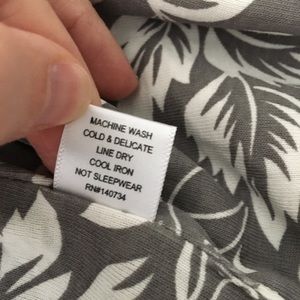 MACHINE WASH
COLD & DELICATE
LINE DRY
COOL IRON
NOT SLEEPWEAR
RN#140734